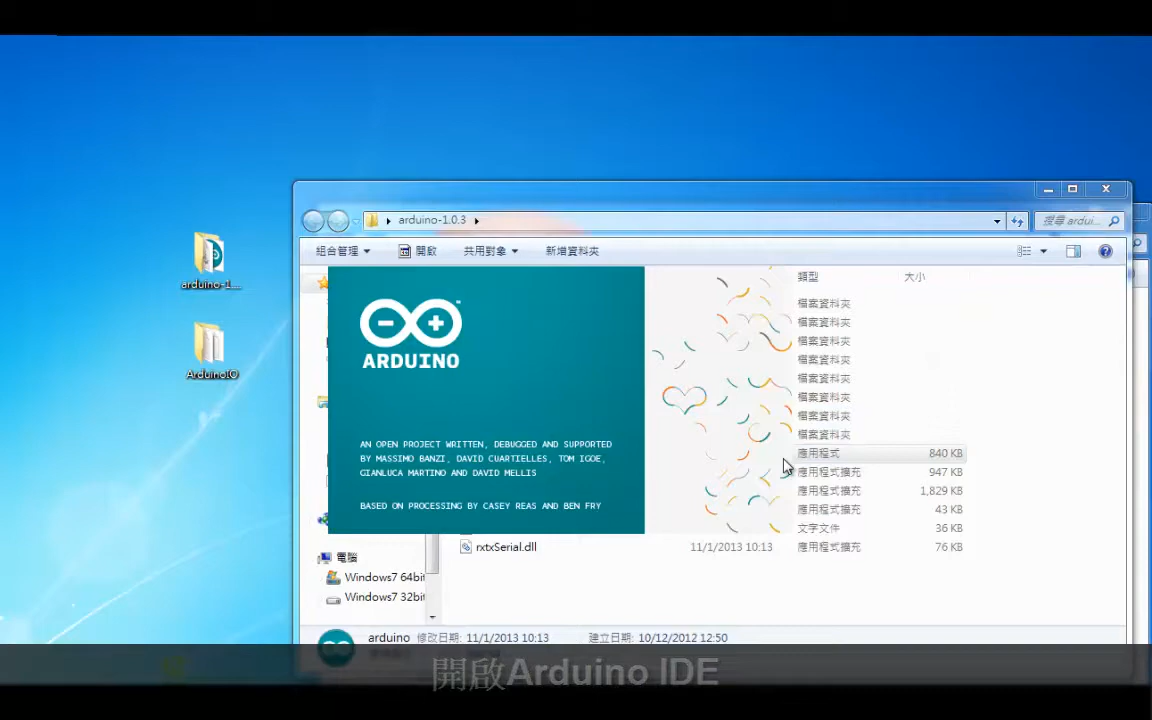 arduino-1.0.3
搜尋 ardui...
組合管理
開啟
共用對象
新增資料夾
arduino-1....
ArduinoIO
ARDUINO
TM
AN OPEN PROJECT WRITTEN, DEBUGGED AND SUPPORTED
BY MASSIMO BANZI, DAVID CUARTIELLES, TOM IGOE,
GIANLUCA MARTINO AND DAVID MELLIS
BASED ON PROCESSING BY CASEY REAS AND BEN FRY
類型 大小
檔案資料夾
檔案資料夾
檔案資料夾
檔案資料夾
檔案資料夾
檔案資料夾
檔案資料夾
檔案資料夾
應用程式 840 KB
應用程式擴充 947 KB
應用程式擴充 1,829 KB
應用程式擴充 43 KB
文字文件 36 KB
rxtxSerial.dll 11/1/2013 10:13 應用程式擴充 76 KB
電腦
Windows7 64bit
Windows7 32bit
arduino 修改日期: 11/1/2013 10:13 建立日期: 10/12/2012 12:50
開啟Arduino IDE